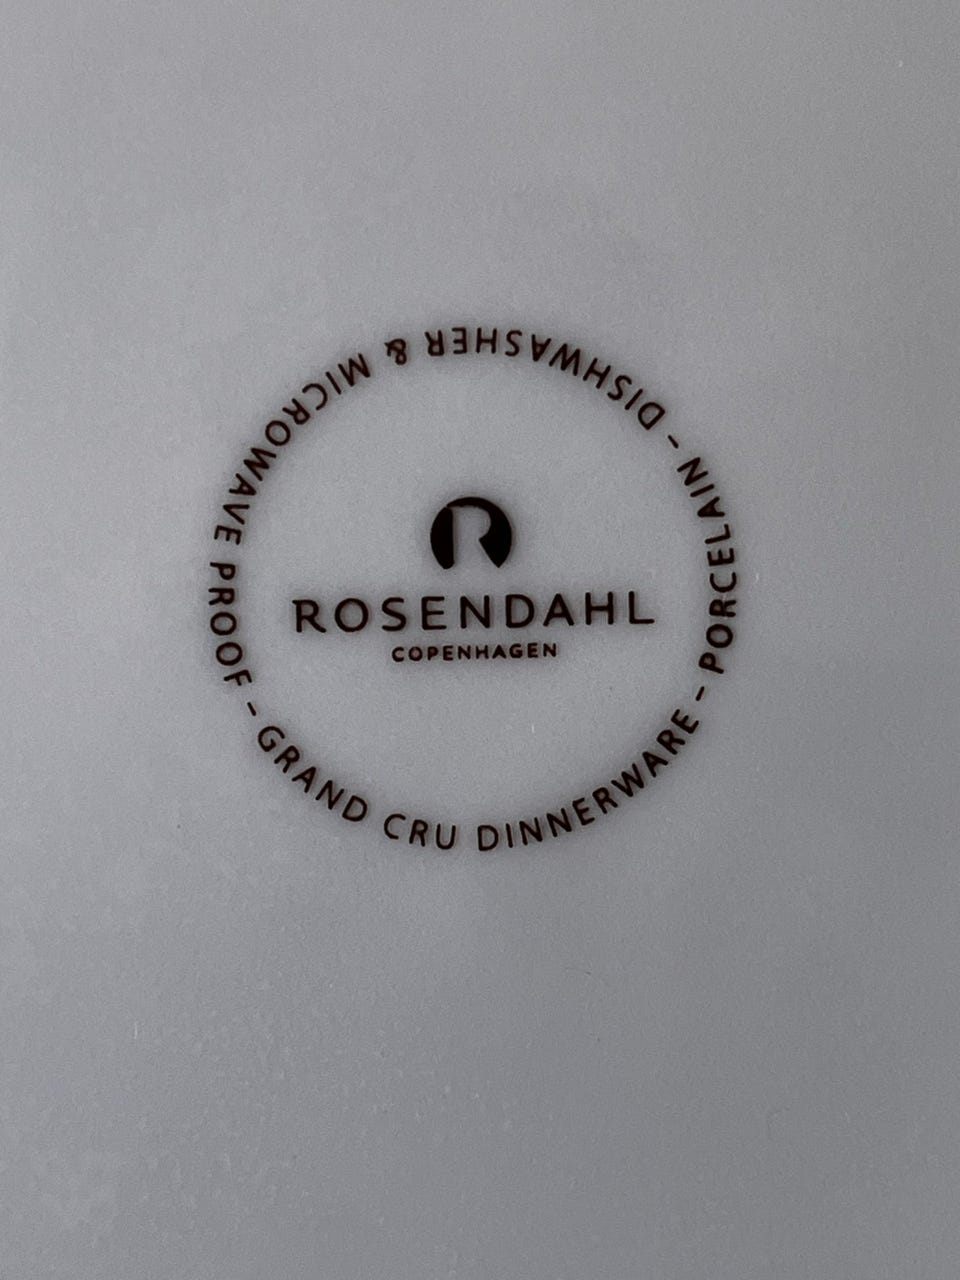 ROSENDAHL
COPENHAGEN
GRAND CRU DINNERWARE - PORCELAIN - DISHWASHER & MICROWAVE PROOF -